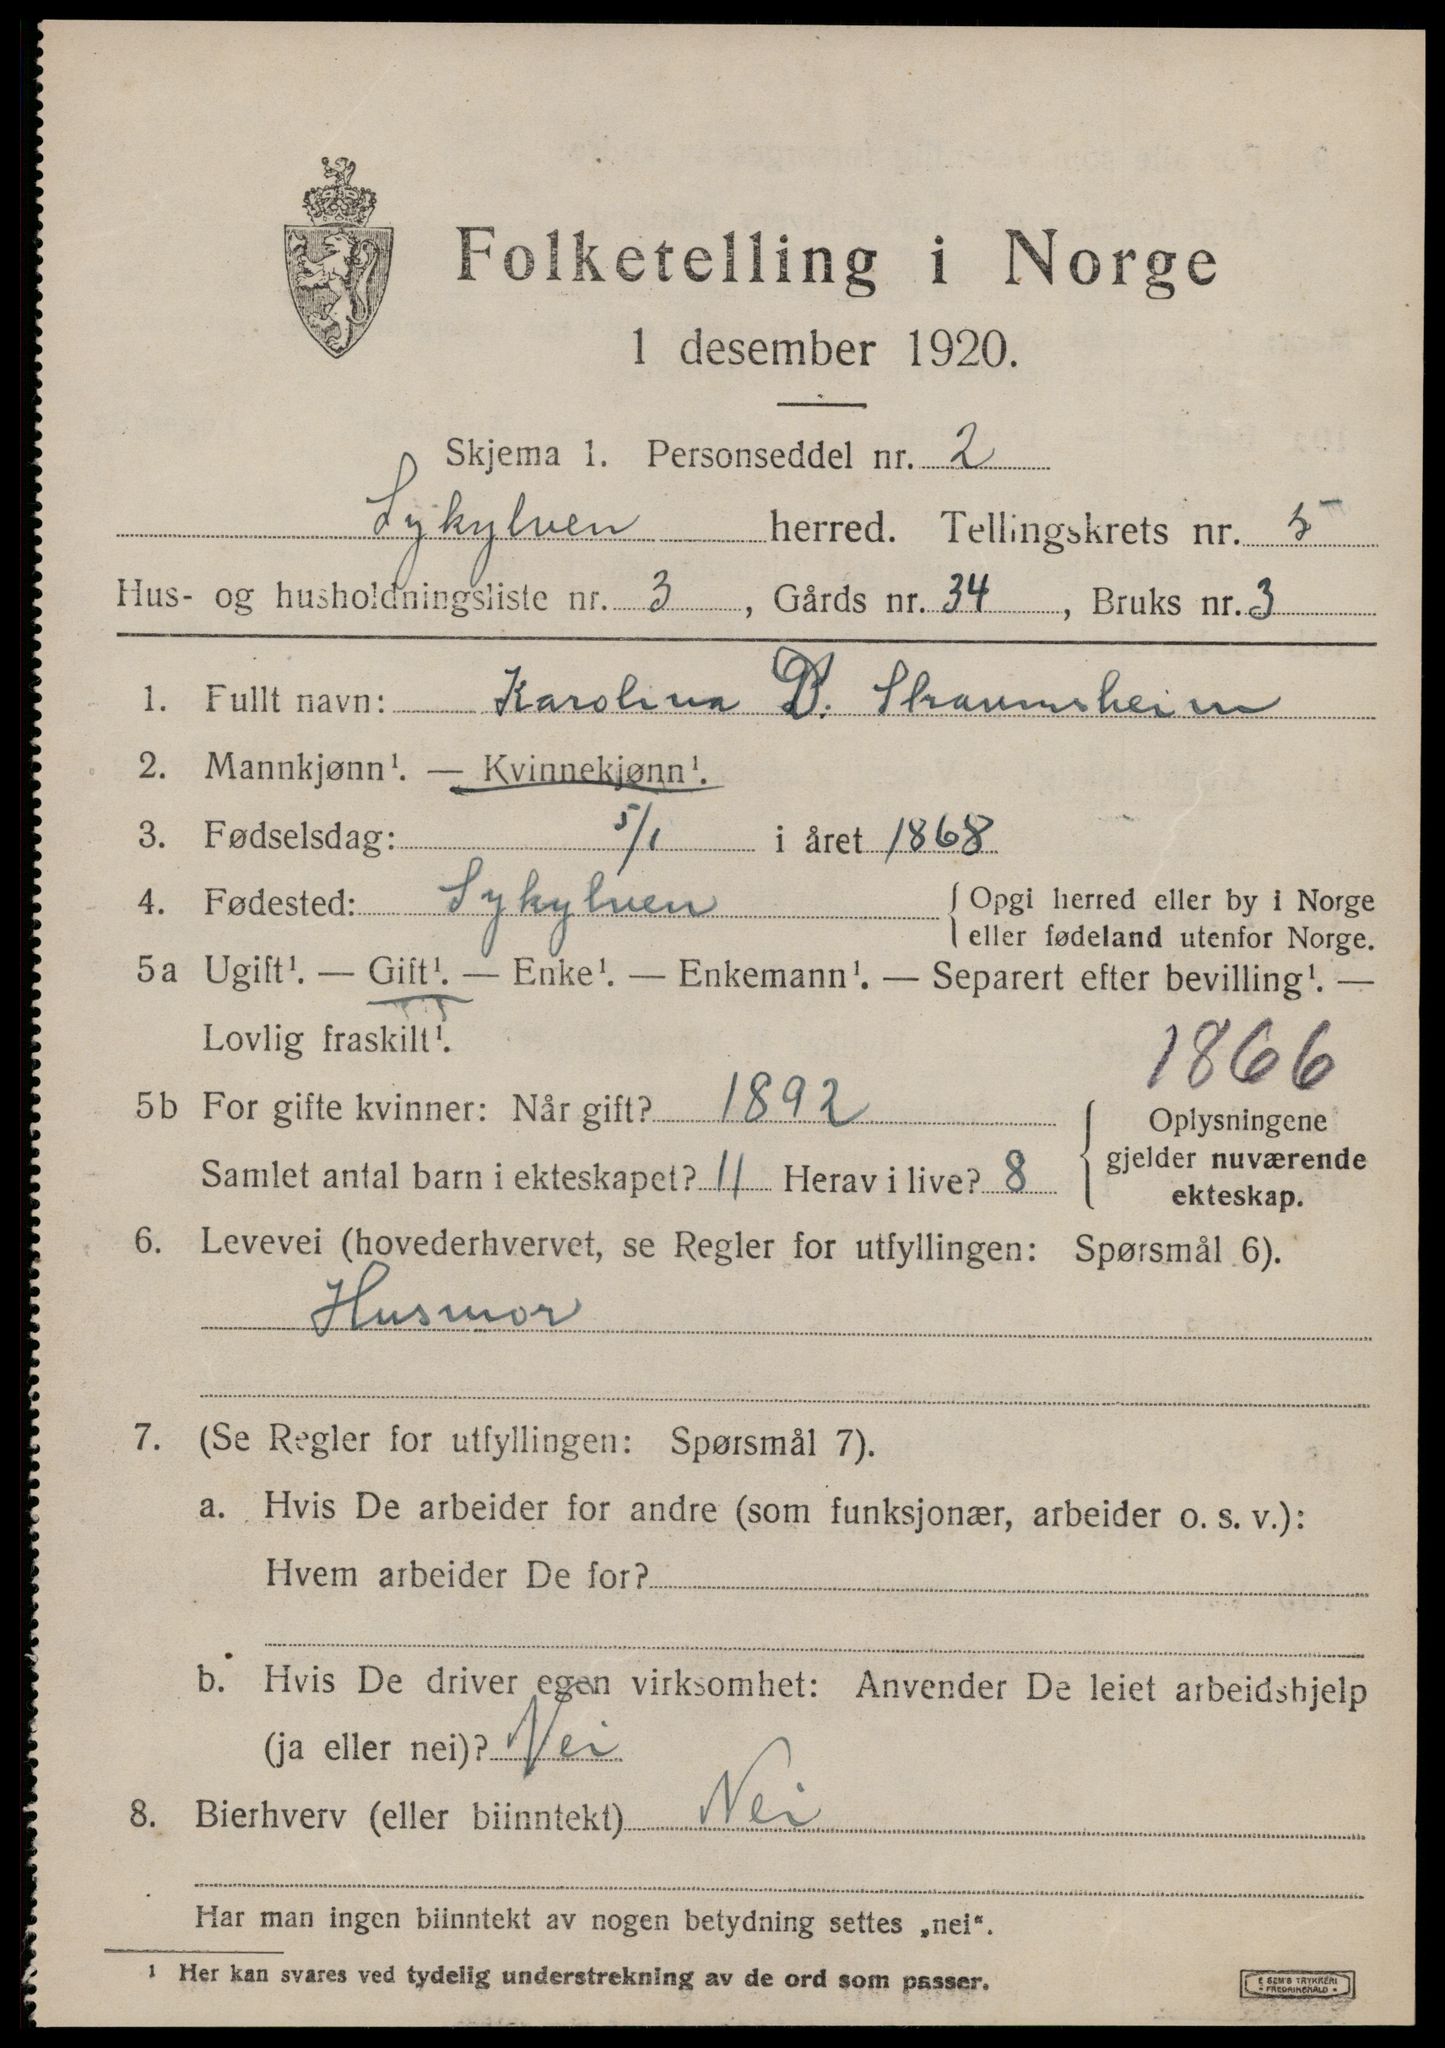 Folketelling i Norge
1 desember 1920.
Skjema 1. Personseddel nr. 2
Sykylven herred. Tellingskrets nr. 5
Hus- og husholdningsliste nr. 3, Gårds nr. 34, Bruks nr. 3
1. Fullt navn: Karolina D. Straumsheim
2. Mannkjønn¹. — Kvinnekjønn¹.
3. Fødselsdag: 5/1 i året 1868
4. Fødested: Sykylven { Opgi herred eller by i Norge
eller fødeland utenfor Norge.
5a Ugift¹. — Gift¹. — Enke¹. — Enkemann¹. — Separert efter bevilling¹. —
Lovlig fraskilt¹.
1866
5b For gifte kvinner: Når gift? 1892
Samlet antal barn i ekteskapet? 11 Herav i live? 8
{ Oplysningene
gjelder nuværende
ekteskap.
6. Levevei (hovederhvervet, se Regler for utfyllingen: Spørsmål 6).
Husmor
7. (Se Regler for utfyllingen: Spørsmål 7).
a. Hvis De arbeider for andre (som funksjonær, arbeider o. s. v.):
Hvem arbeider De for?
b. Hvis De driver egen virksomhet: Anvender De leiet arbeidshjelp
(ja eller nei)? Nei
8. Bierhverv (eller biinntekt) Nei
Har man ingen biinntekt av nogen betydning settes „nei“.
¹ Her kan svares ved tydelig understrekning av de ord som passer.
E SEM'S TRYKKERI
• FREDRIKSHALD •